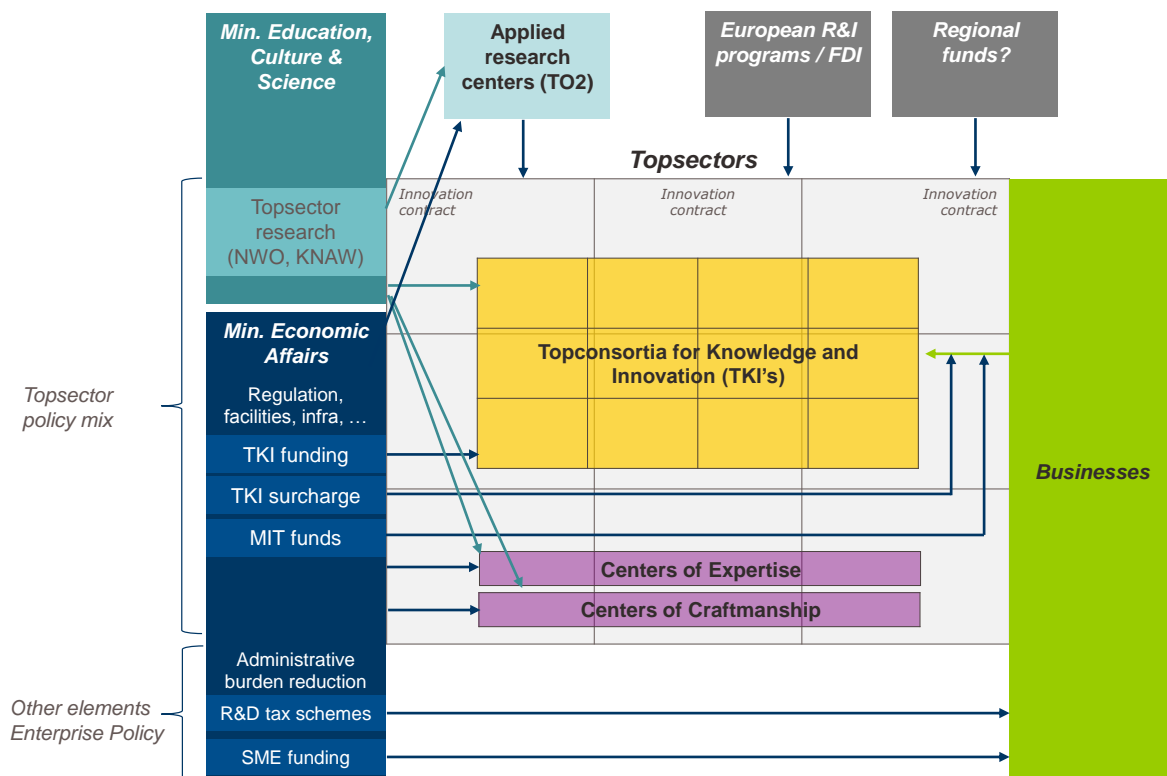 Min. Education,
Culture &
Science
Applied
research
centers (TO2)
European R&I
programs / FDI
Regional
funds?
Topsectors
Innovation
contract
Innovation
contract
Innovation
contract
Topsector
research
(NWO, KNAW)
Min. Economic
Affairs
Topconsortia for Knowledge and
Innovation (TKI's)
Regulation,
facilities, infra, …
Topsector
policy mix
TKI funding
TKI surcharge
Businesses
MIT funds
Centers of Expertise
Centers of Craftmanship
Administrative
burden reduction
Other elements
Enterprise Policy
R&D tax schemes
SME funding